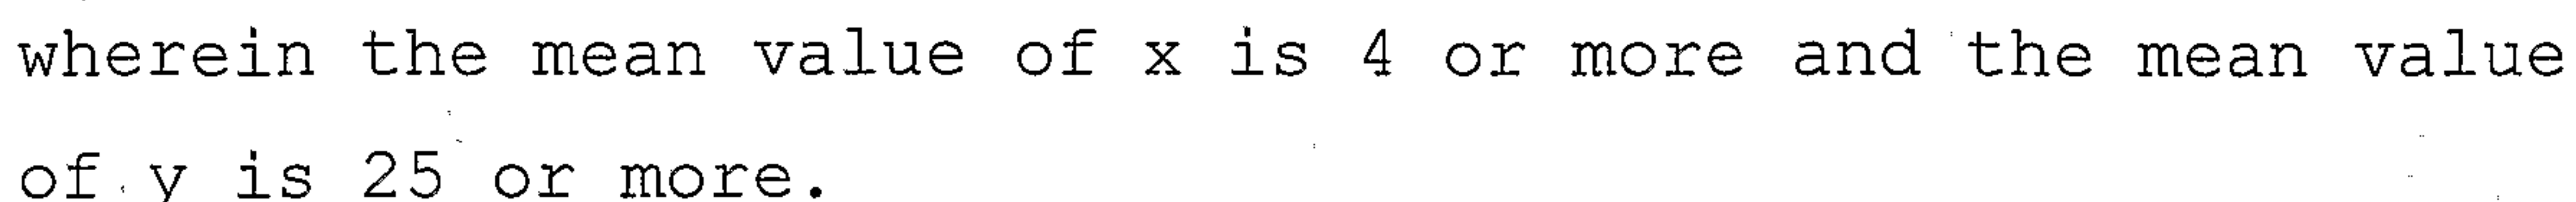 wherein the mean value of x is 4 or more and the mean value
of y is 25 or more.